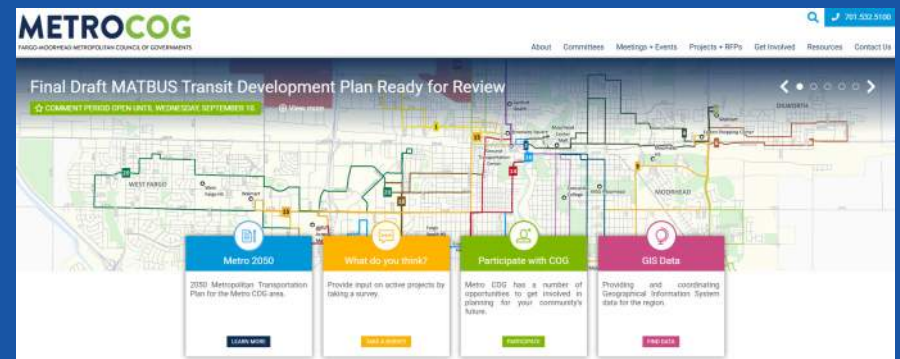 METROCOG
FARGO-MOORHEAD METROPOLITAN COUNCIL OF GOVERNMENTS
701.532.5100
About Committees Meetings + Events Projects + RFPs Get Involved Resources Contact Us
Final Draft MATBUS Transit Development Plan Ready for Review
COMMENT PERIOD OPEN UNTIL WEDNESDAY, SEPTEMBER 10.
View more
DILWORTH
WEST FARGO
MOORHEAD
Metro 2050
2050 Metropolitan Transportation
Plan for the Metro COG area.
LEARN MORE
What do you think?
Provide input on active projects by
taking a survey.
TAKE A SURVEY
Participate with COG
Metro COG has a number of
opportunities to get involved in
planning for your community's
future.
PARTICIPATE
GIS Data
Providing and coordinating
Geographical Information System
data for the region.
FIND DATA